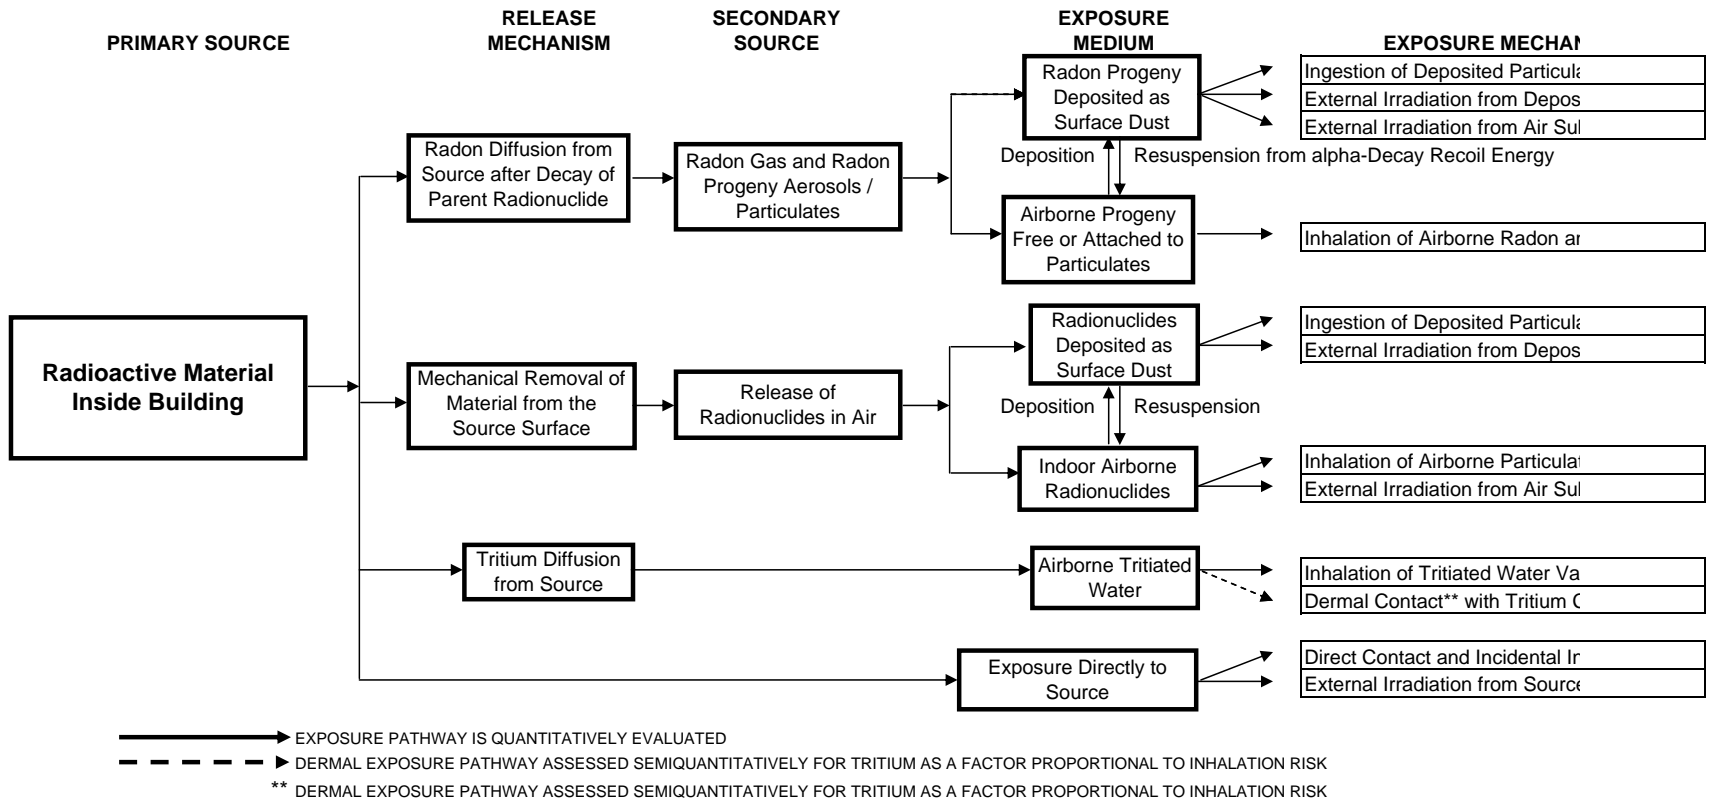 PRIMARY SOURCE
RELEASE
MECHANISM
SECONDARY
SOURCE
EXPOSURE
MEDIUM
EXPOSURE MECHAN
Radioactive Material
Inside Building
Radon Diffusion from
Source after Decay of
Parent Radionuclide
Radon Gas and Radon
Progeny Aerosols /
Particulates
Radon Progeny
Deposited as
Surface Dust
Ingestion of Deposited Particula
External Irradiation from Depos
External Irradiation from Air Sul
Deposition
Resuspension from alpha-Decay Recoil Energy
Airborne Progeny
Free or Attached to
Particulates
Inhalation of Airborne Radon ar
Mechanical Removal of
Material from the
Source Surface
Release of
Radionuclides in Air
Radionuclides
Deposited as
Surface Dust
Ingestion of Deposited Particula
External Irradiation from Depos
Deposition
Resuspension
Indoor Airborne
Radionuclides
Inhalation of Airborne Particulat
External Irradiation from Air Sul
Tritium Diffusion
from Source
Airborne Tritiated
Water
Inhalation of Tritiated Water Va
Dermal Contact** with Tritium C
Exposure Directly to
Source
Direct Contact and Incidental In
External Irradiation from Source
EXPOSURE PATHWAY IS QUANTITATIVELY EVALUATED
DERMAL EXPOSURE PATHWAY ASSESSED SEMIQUANTITATIVELY FOR TRITIUM AS A FACTOR PROPORTIONAL TO INHALATION RISK
** DERMAL EXPOSURE PATHWAY ASSESSED SEMIQUANTITATIVELY FOR TRITIUM AS A FACTOR PROPORTIONAL TO INHALATION RISK